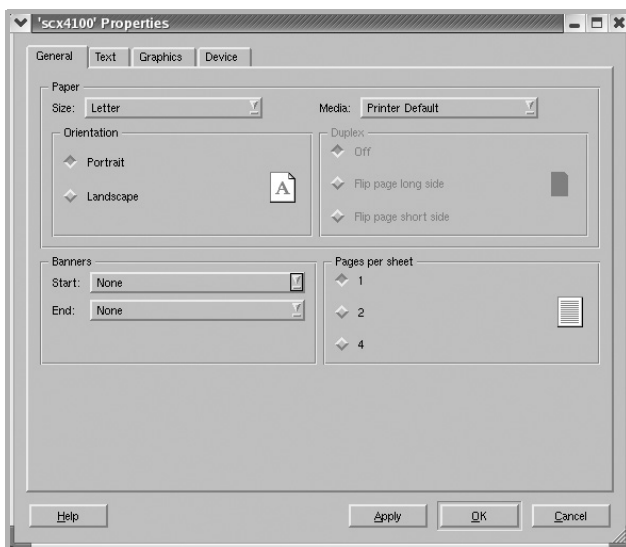 'scx4100' Properties
General Text Graphics Device
Paper
Size: Letter Media: Printer Default
Orientation Duplex
Portrait Off
A
Landscape Flip page long side
Flip page short side
Banners Pages per sheet
Start: None 1
End: None 2
4
Help Apply OK Cancel